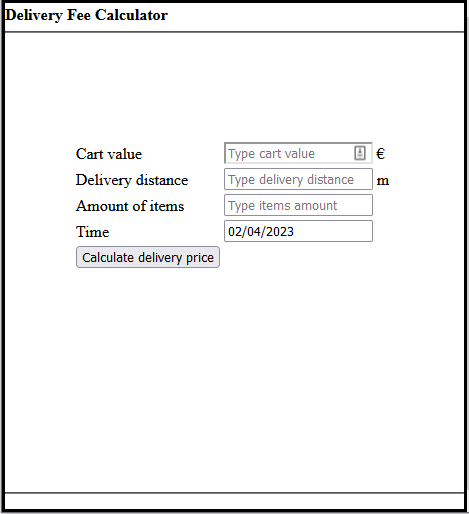 Delivery Fee Calculator
Cart value Type cart value €
Delivery distance Type delivery distance m
Amount of items Type items amount
Time 02/04/2023
Calculate delivery price